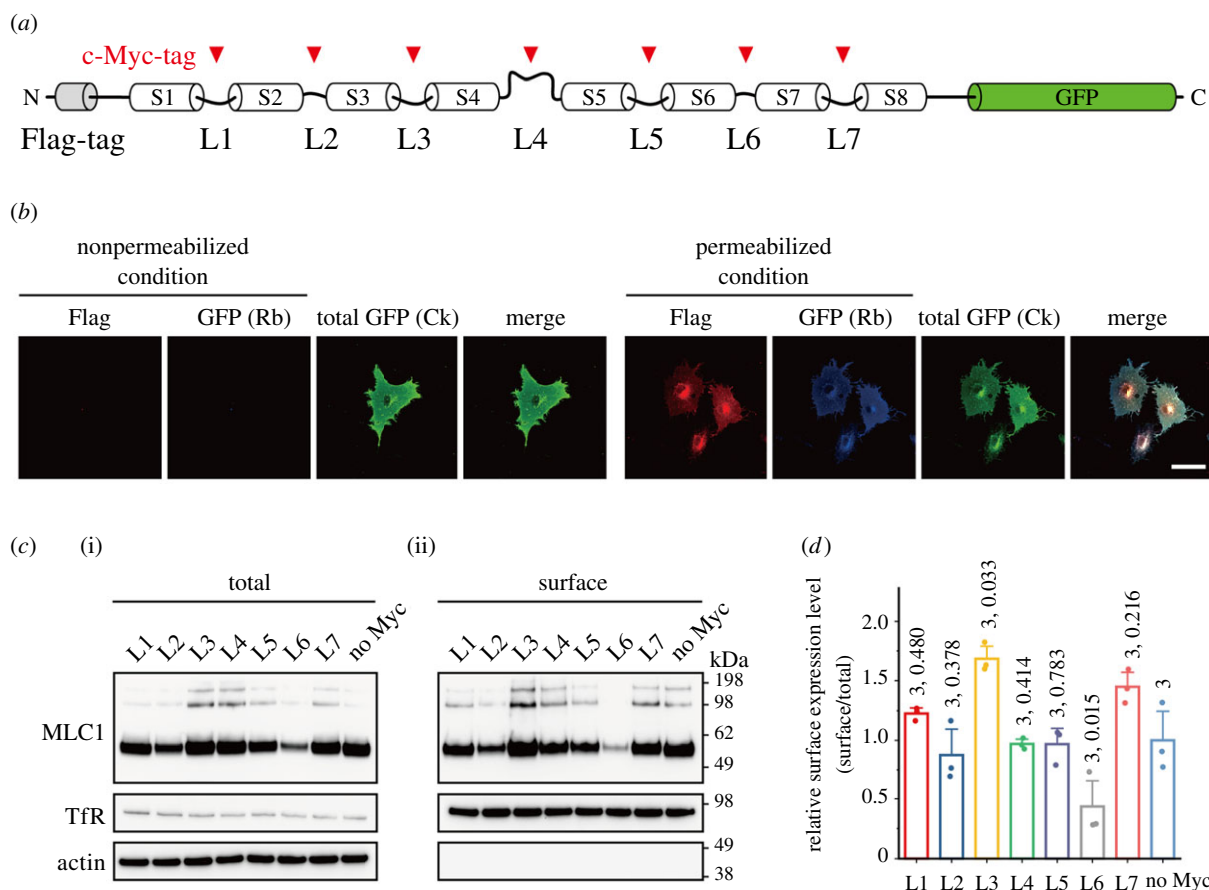 (a)
c-Myc-tag
N S1 S2 S3 S4 S5 S6 S7 S8 GFP C
Flag-tag L1 L2 L3 L4 L5 L6 L7
(b)
nonpermeabilized
condition
Flag GFP (Rb) total GFP (Ck) merge
permeabilized
condition
Flag GFP (Rb) total GFP (Ck) merge
(c) (i)
total
L1 L2 L3 L4 L5 L6 L7 no Myc
MLC1
TfR
actin
(ii)
surface
L1 L2 L3 L4 L5 L6 L7 no Myc
kDa
198
98
62
49
98
49
38
(d)
relative surface expression level
(surface/total)
2.0
1.5
1.0
0.5
0
3, 0.480
3, 0.378
3, 0.033
3, 0.414
3, 0.783
3, 0.015
3, 0.216
3
L1 L2 L3 L4 L5 L6 L7 no Myc